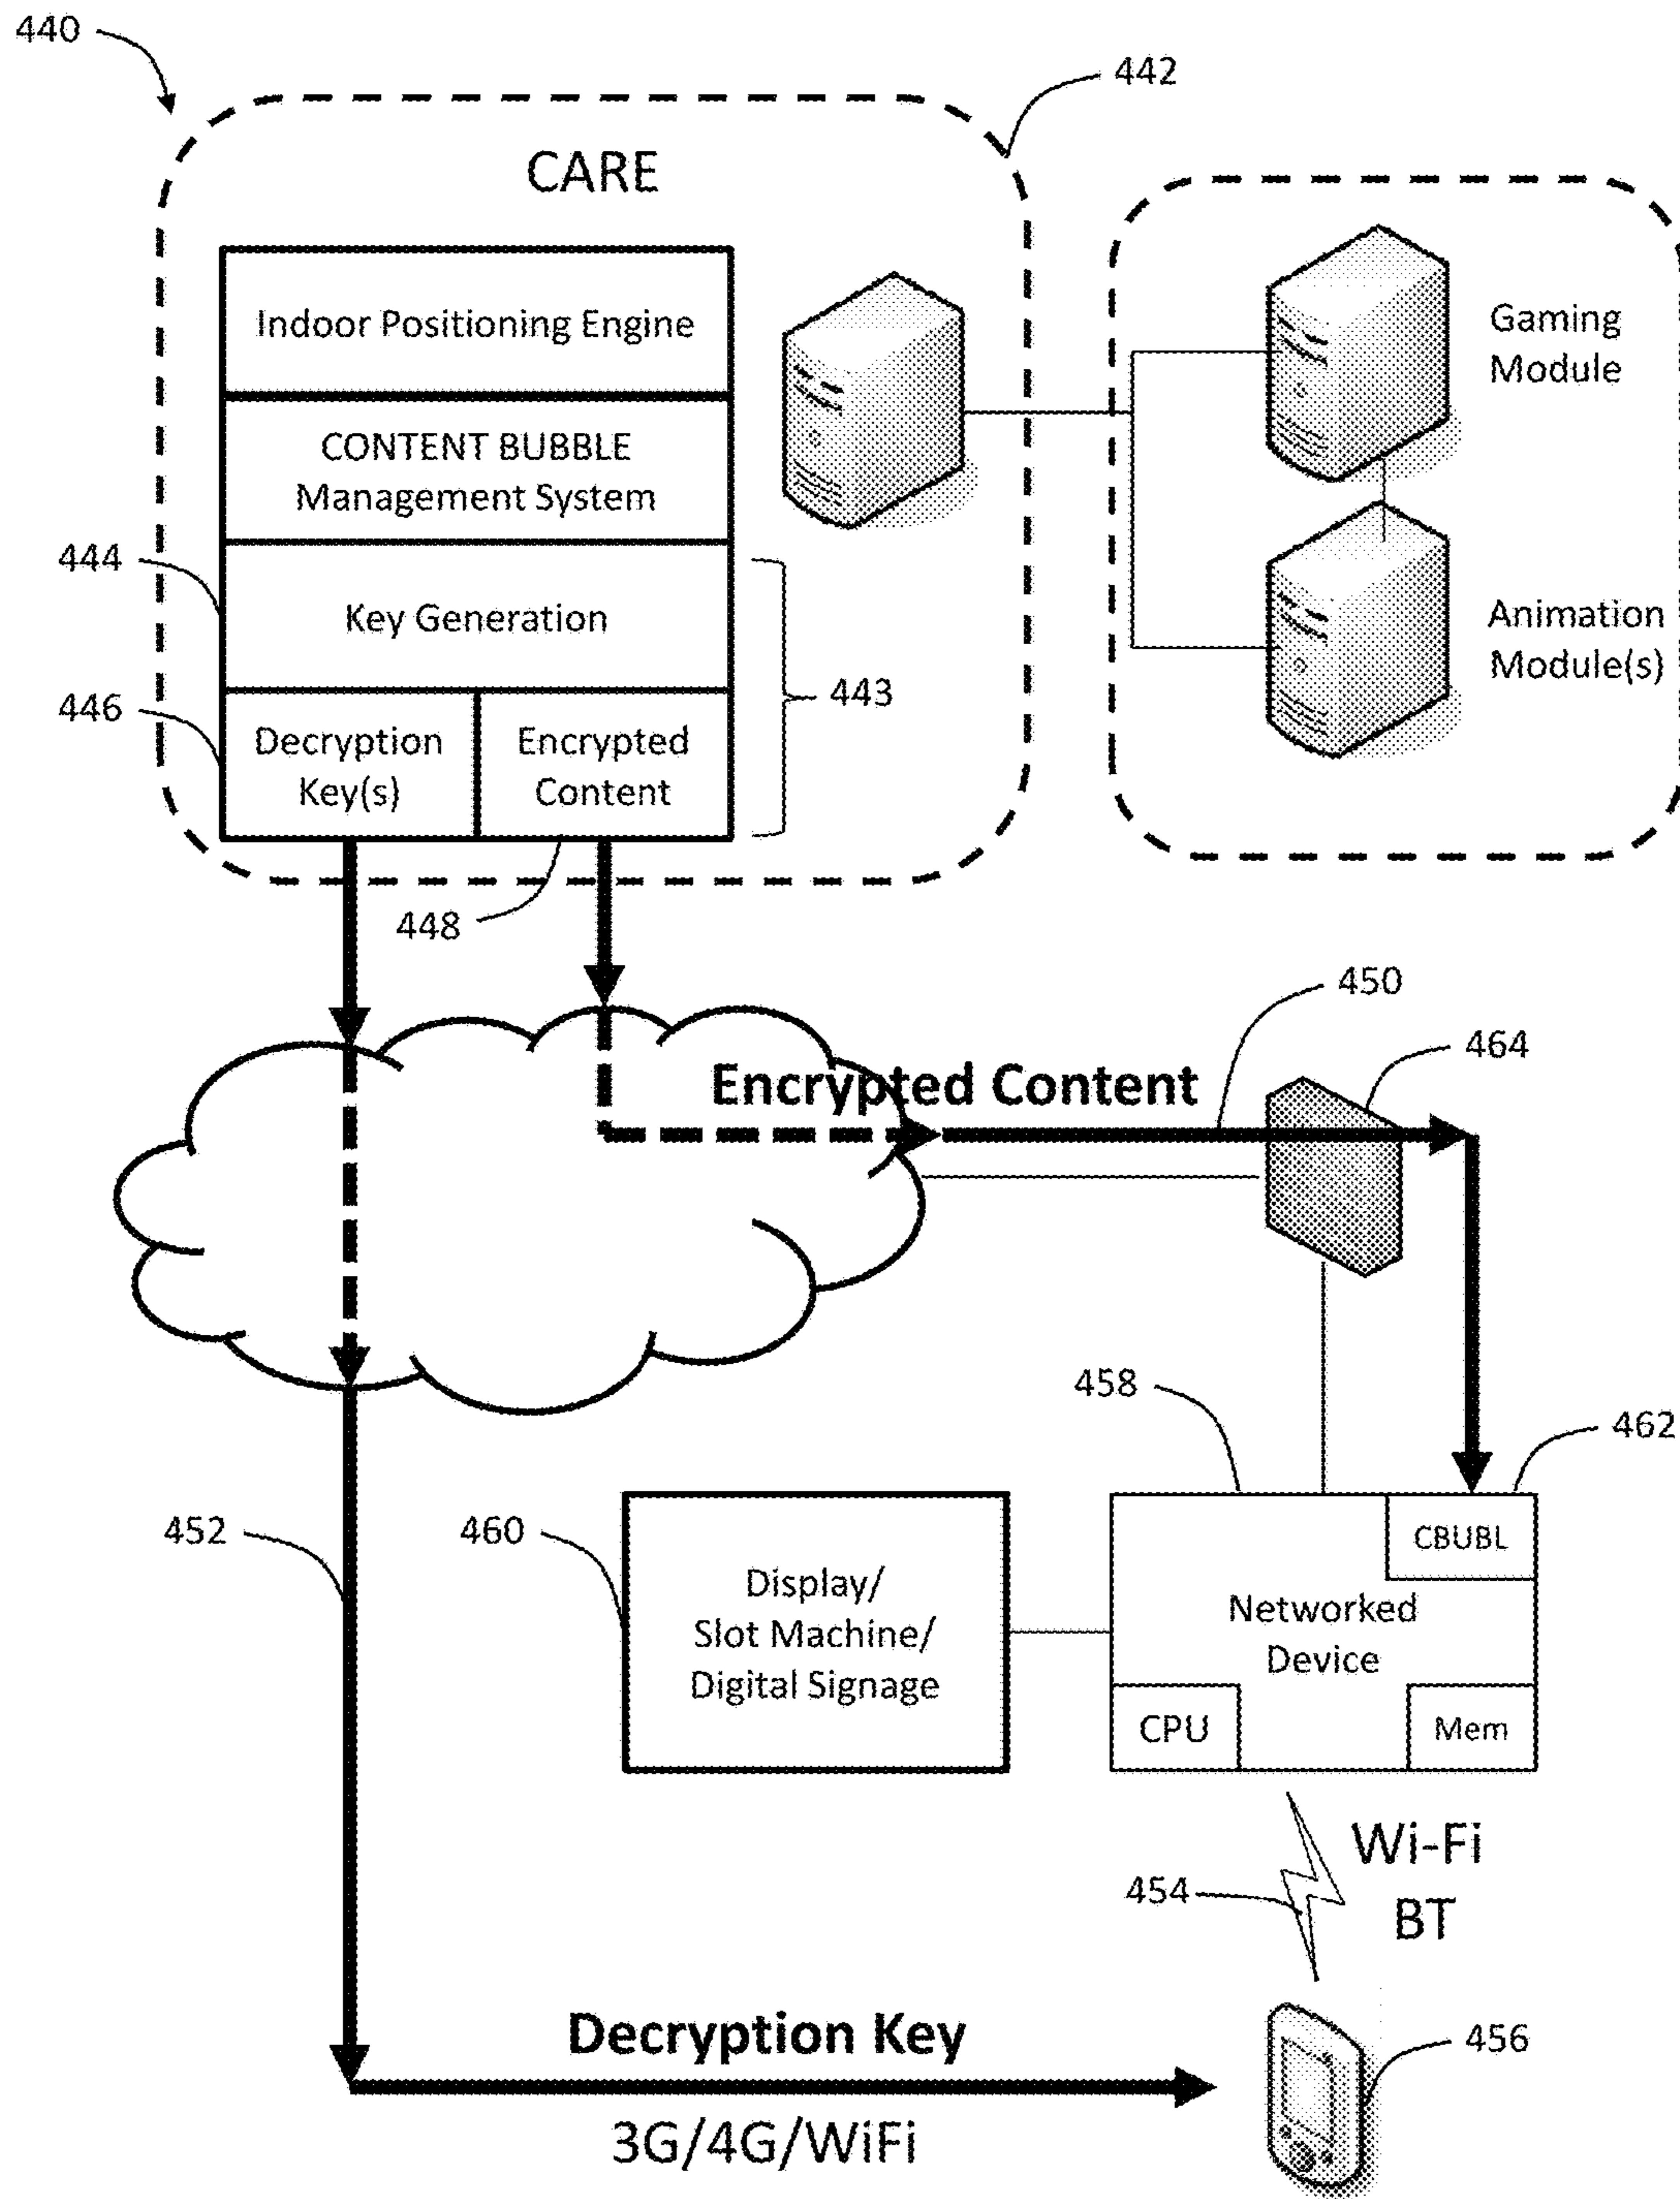 440
442
CARE
Indoor Positioning Engine
Gaming
Module
CONTENT BUBBLE
Management System
444
Key Generation
Animation
Module(s)
443
446
Decryption
Key(s)
Encrypted
Content
448
450
464
Encrypted Content
458
462
452
460
CBUBL
Display/
Slot Machine/
Digital Signage
Networked
Device
CPU
Mem
Wi-Fi
BT
454
Decryption Key
456
3G/4G/WiFi